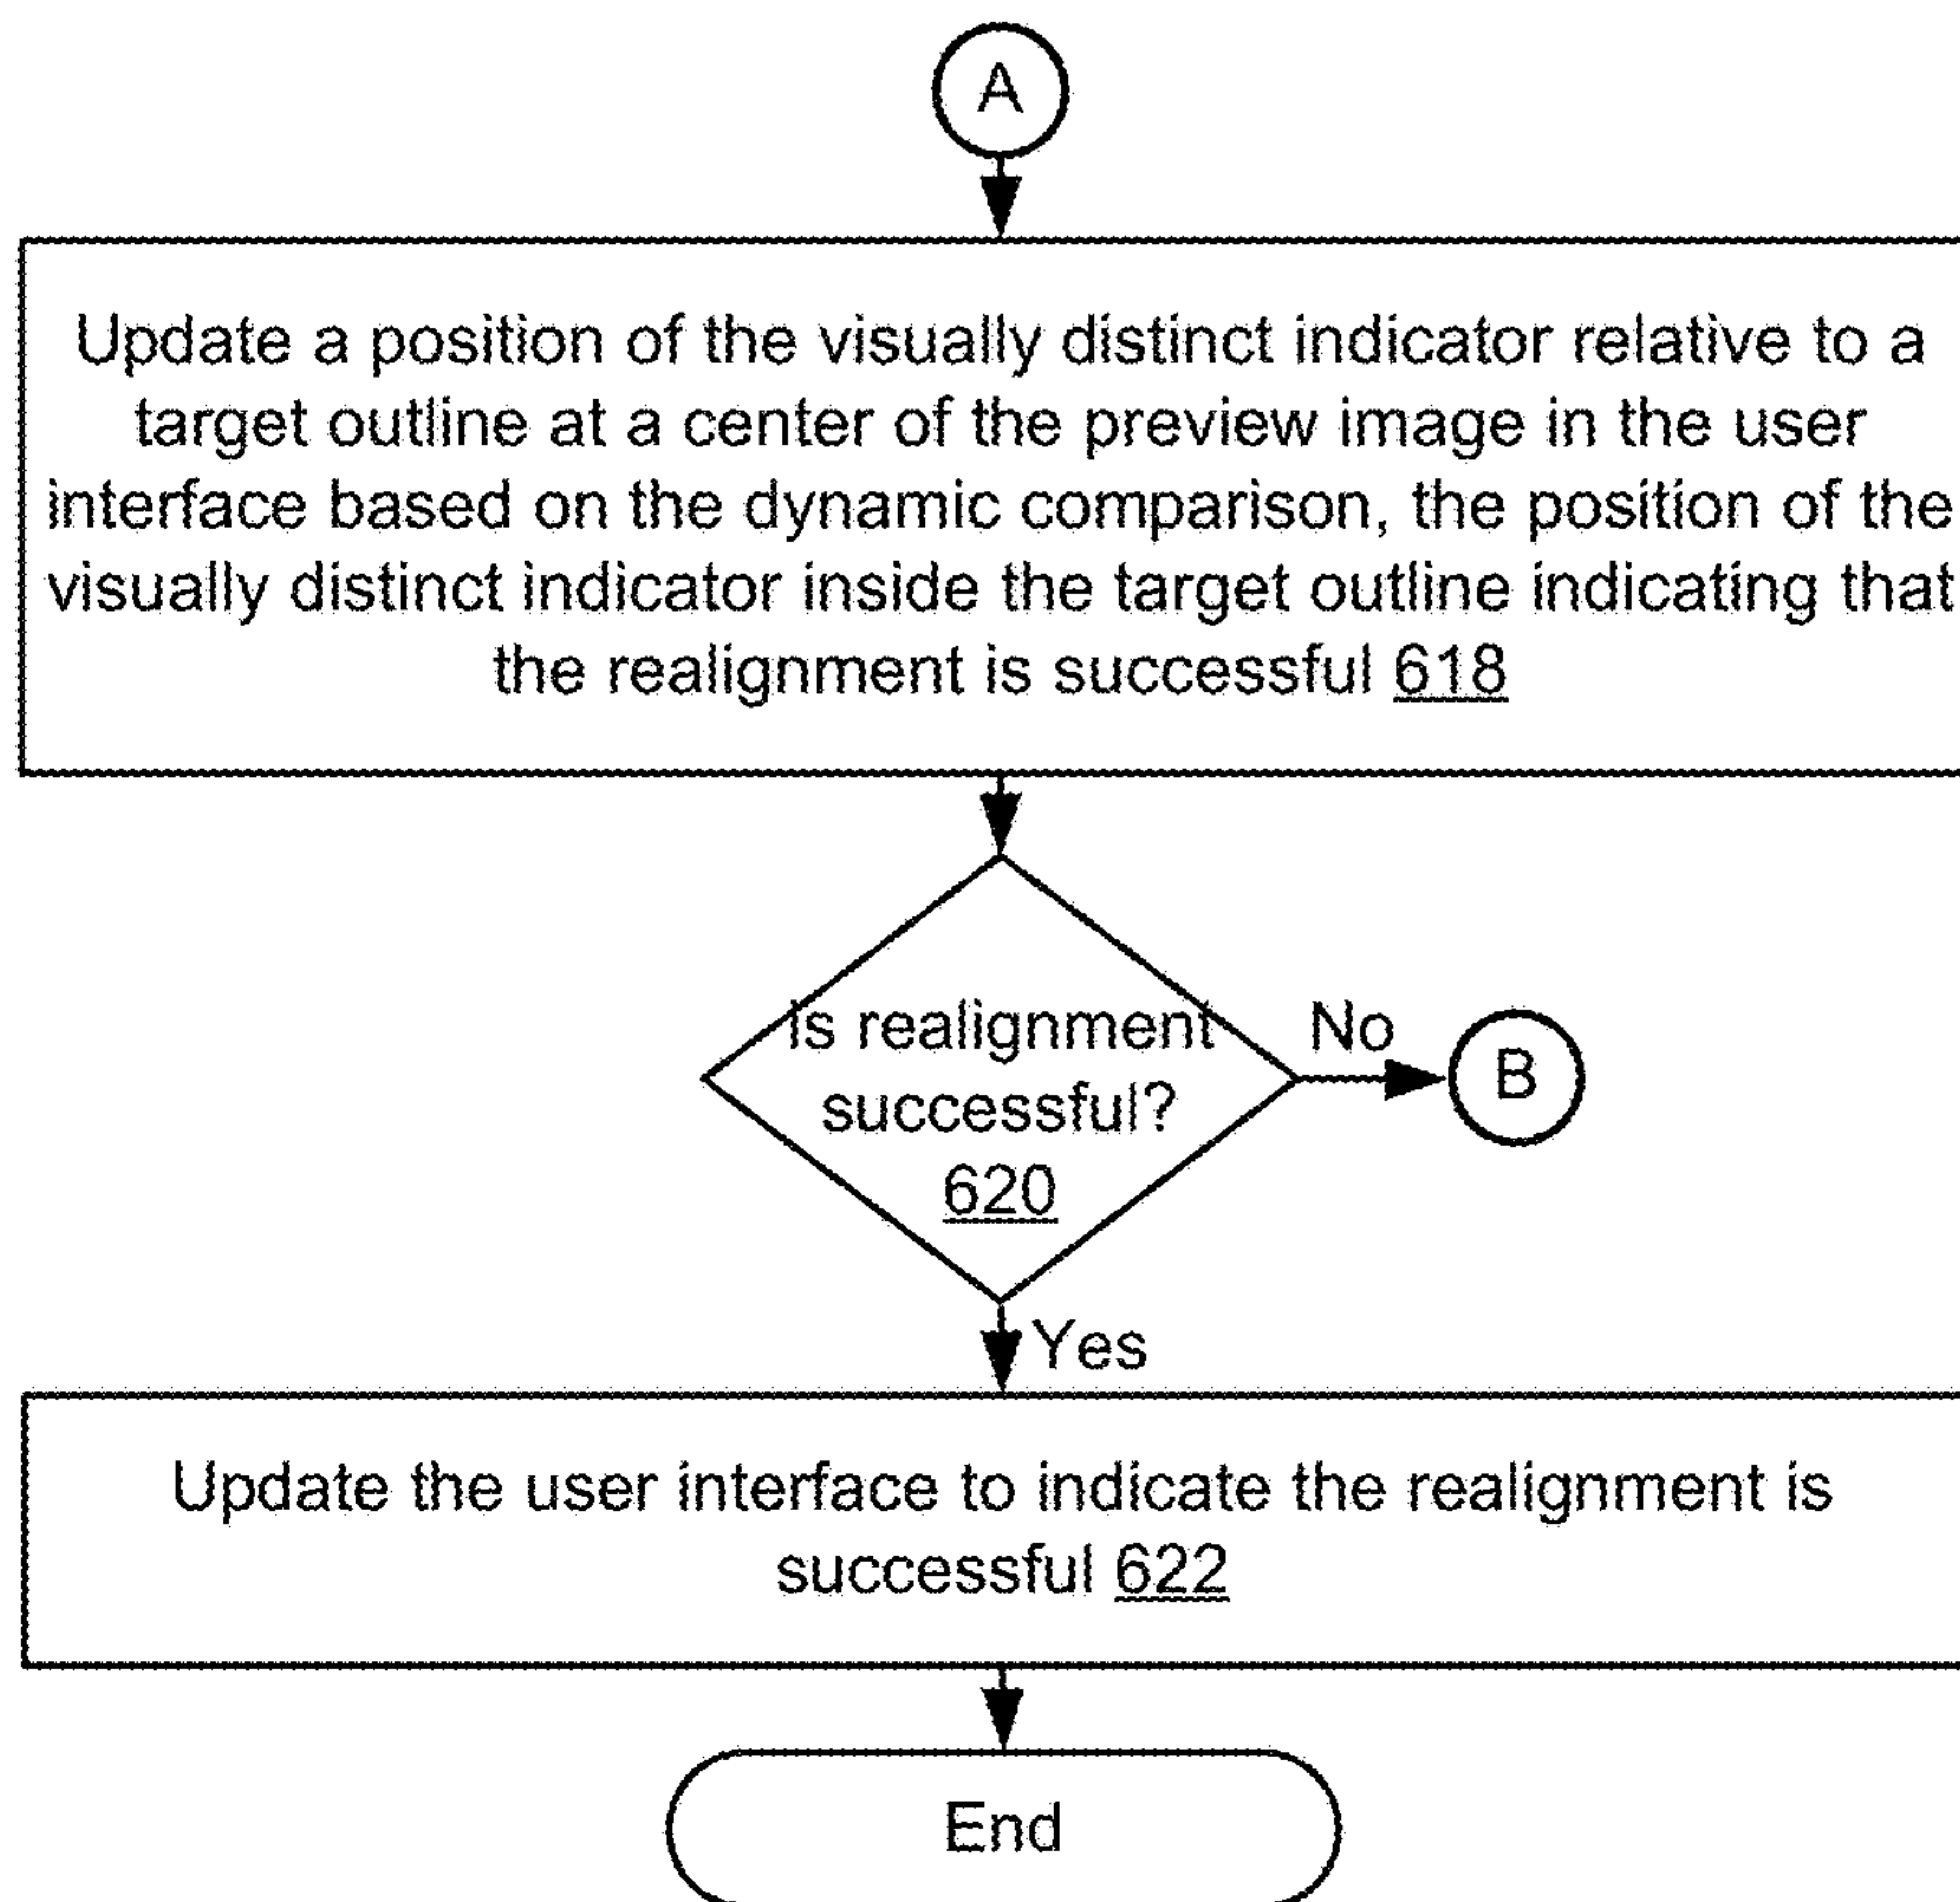 A
Update a position of the visually distinct indicator relative to a
target outline at a center of the preview image in the user
interface based on the dynamic comparison, the position of the
visually distinct indicator inside the target outline indicating that
the realignment is successful 618
Is realignment
successful?
620
No
B
Yes
Update the user interface to indicate the realignment is
successful 622
End